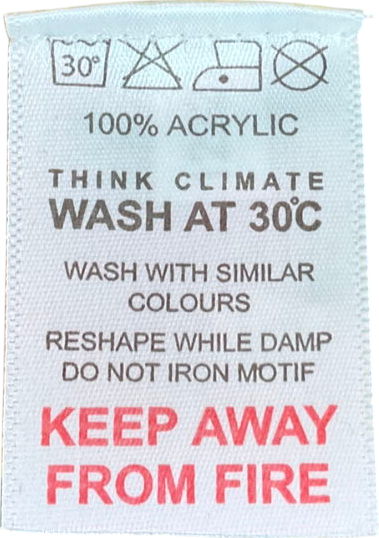 30°
100% ACRYLIC
THINK CLIMATE
WASH AT 30°C
WASH WITH SIMILAR
COLOURS
RESHAPE WHILE DAMP
DO NOT IRON MOTIF
KEEP AWAY
FROM FIRE